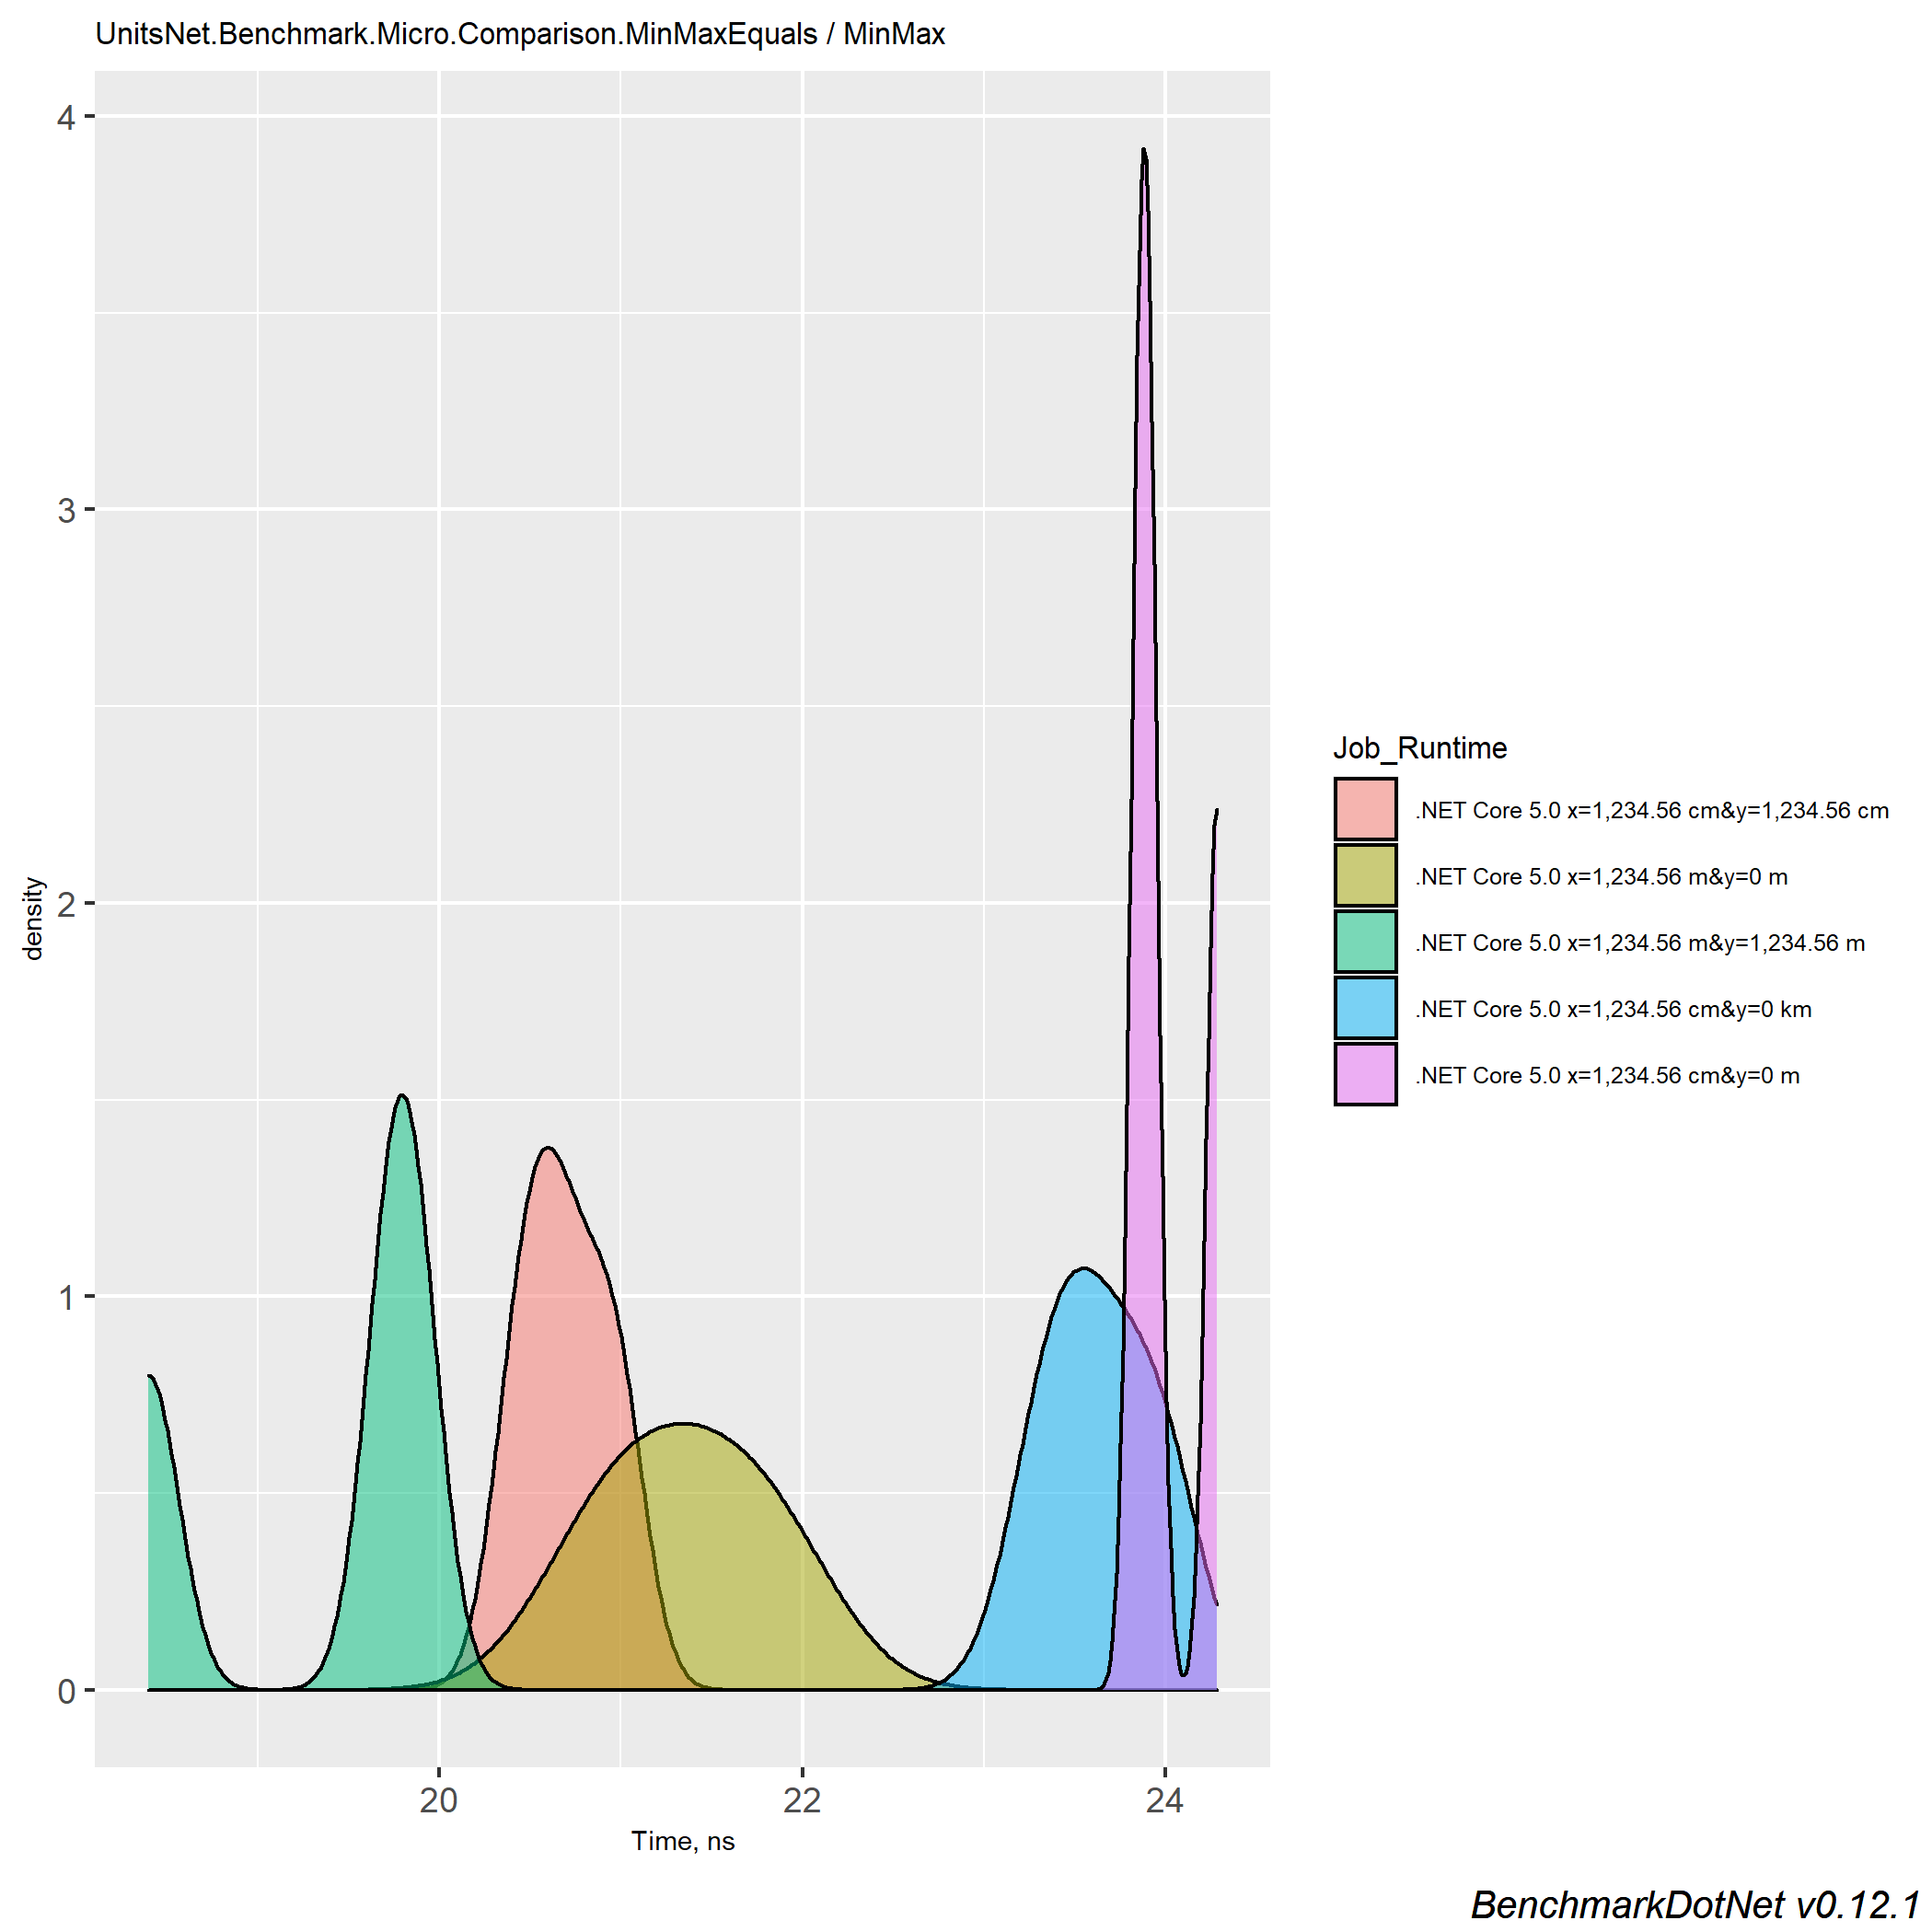 UnitsNet.Benchmark.Micro.Comparison.MinMaxEquals / MinMax
4
3
2
1
0
density
20 22 24
Time, ns
Job_Runtime
.NET Core 5.0 x=1,234.56 cm&y=1,234.56 cm
.NET Core 5.0 x=1,234.56 m&y=0 m
.NET Core 5.0 x=1,234.56 m&y=1,234.56 m
.NET Core 5.0 x=1,234.56 cm&y=0 km
.NET Core 5.0 x=1,234.56 cm&y=0 m
BenchmarkDotNet v0.12.1